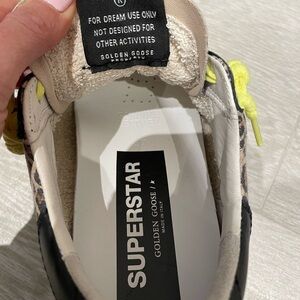 R
FOR DREAM USE ONLY
NOT DESIGNED FOR
OTHER ACTIVITIES
GOLDEN GOOSE
SUPERSTAR
GOLDEN GOOSE /
MADE IN ITALY